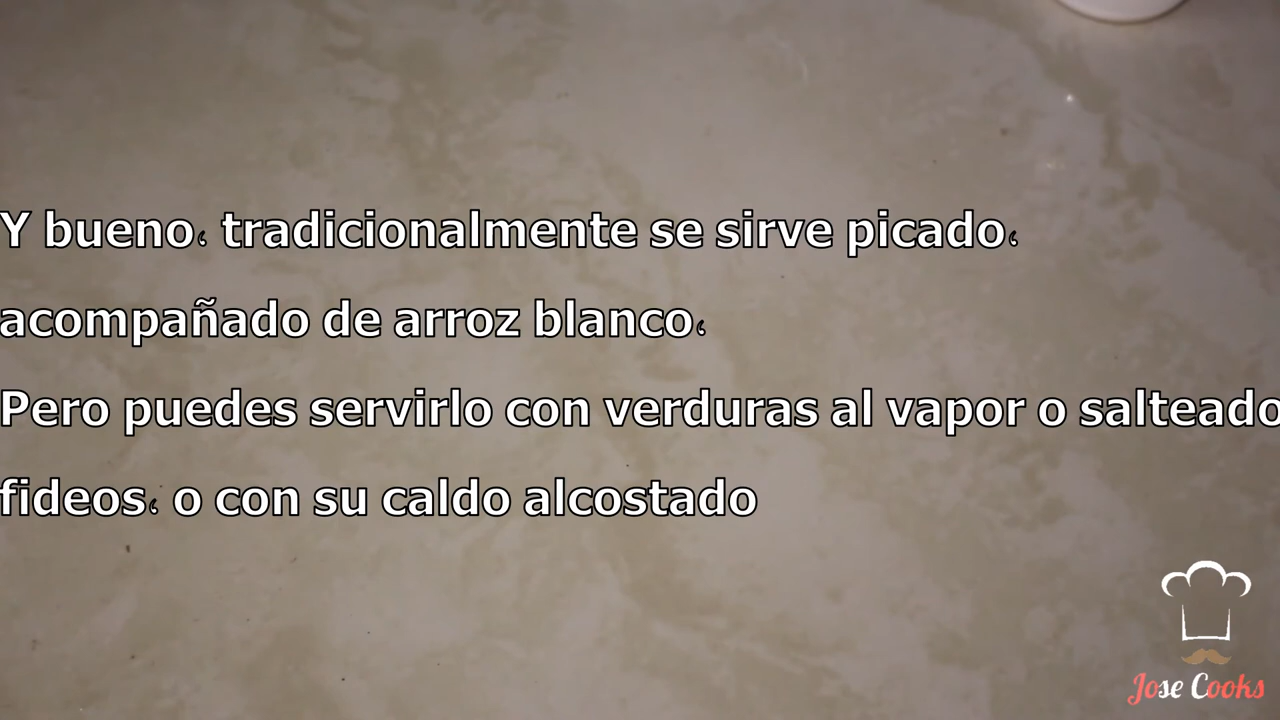 Y bueno، tradicionalmente se sirve picado،
acompañado de arroz blanco،
Pero puedes servirlo con verduras al vapor o salteado
fideos، o con su caldo alcostado
Jose Cooks